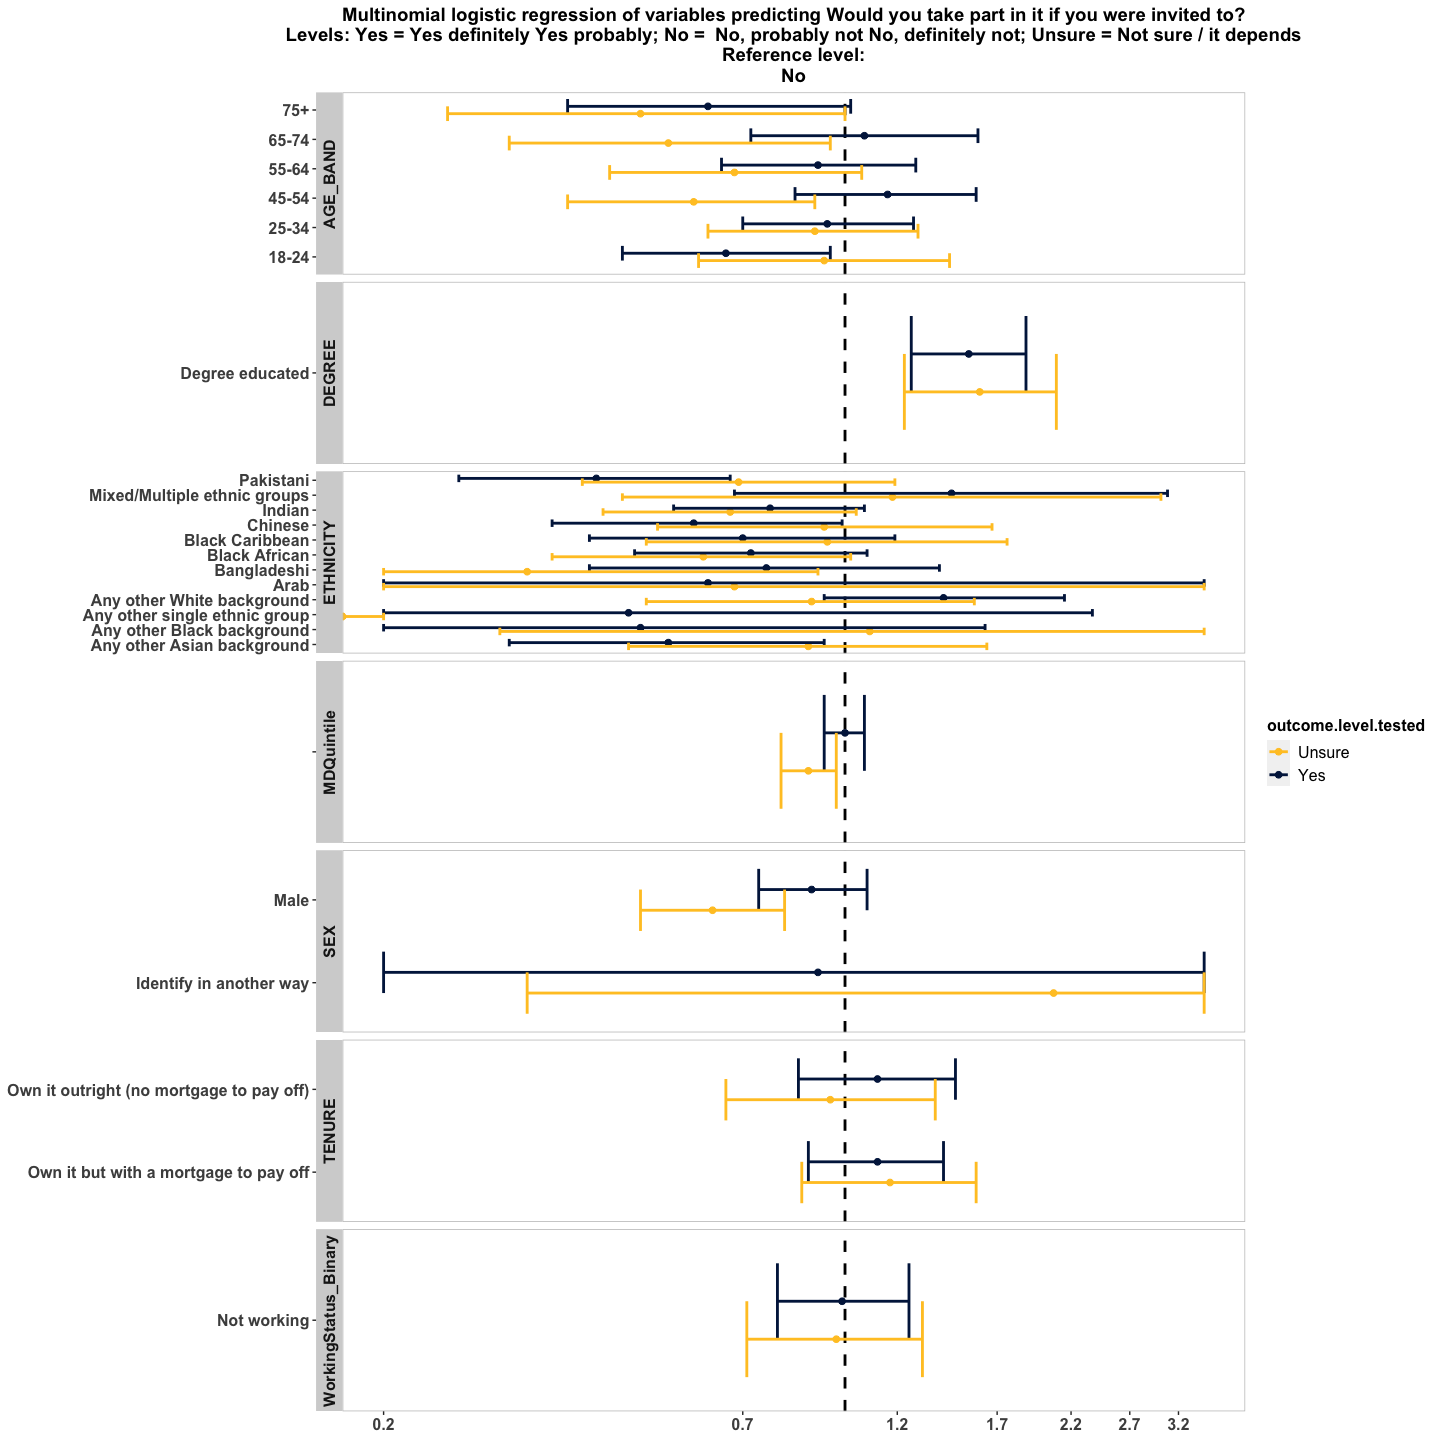 Multinomial logistic regression of variables predicting Would you take part in it if you were invited to?
Levels: Yes = Yes definitely Yes probably; No =  No, probably not No, definitely not; Unsure = Not sure / it depends
Reference level:
No
AGE_BAND
75+
65-74
55-64
45-54
25-34
18-24
DEGREE
Degree educated
ETHNICITY
Pakistani
Mixed/Multiple ethnic groups
Indian
Chinese
Black Caribbean
Black African
Bangladeshi
Arab
Any other White background
Any other single ethnic group
Any other Black background
Any other Asian background
MDQuintile
SEX
Male
Identify in another way
TENURE
Own it outright (no mortgage to pay off)
Own it but with a mortgage to pay off
WorkingStatus_Binary
Not working
0.2 0.7 1.2 1.7 2.2 2.7 3.2
outcome.level.tested
Unsure
Yes